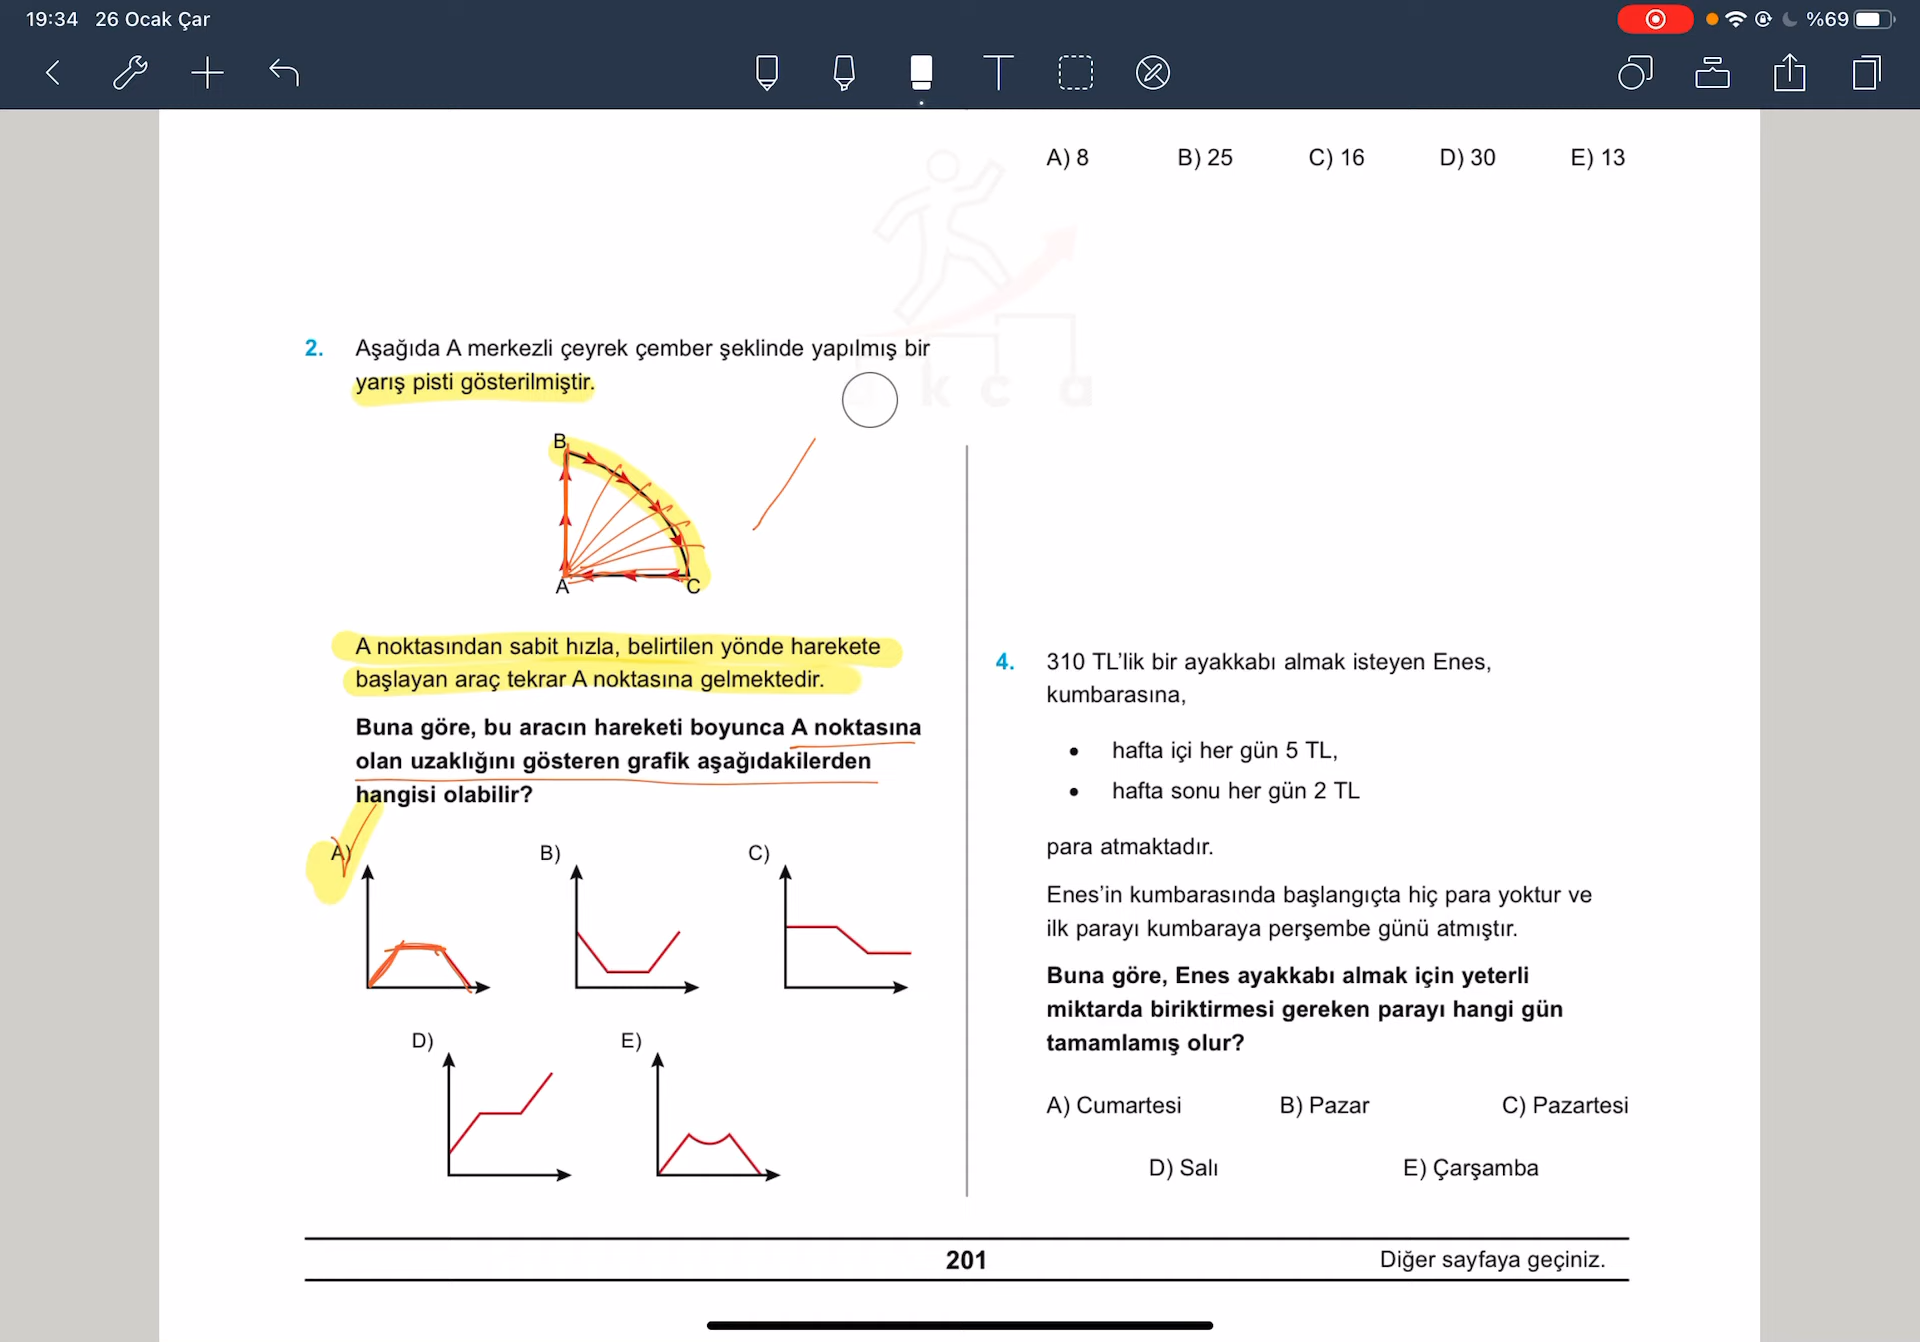 19:34 26 Ocak Çar
%69
A) 8 B) 25 C) 16 D) 30 E) 13
2. Aşağıda A merkezli çeyrek çember şeklinde yapılmış bir
yarış pisti gösterilmiştir.
k c a
B
A
C
A noktasından sabit hızla, belirtilen yönde harekete
başlayan araç tekrar A noktasına gelmektedir.
Buna göre, bu aracın hareketi boyunca A noktasına
olan uzaklığını gösteren grafik aşağıdakilerden
hangisi olabilir?
A) B) C)
D) E)
4. 310 TL'lik bir ayakkabı almak isteyen Enes,
kumbarasına,
• hafta içi her gün 5 TL,
• hafta sonu her gün 2 TL
para atmaktadır.
Enes'in kumbarasında başlangıçta hiç para yoktur ve
ilk parayı kumbaraya perşembe günü atmıştır.
Buna göre, Enes ayakkabı almak için yeterli
miktarda biriktirmesi gereken parayı hangi gün
tamamlamış olur?
A) Cumartesi B) Pazar C) Pazartesi
D) Salı E) Çarşamba
201
Diğer sayfaya geçiniz.